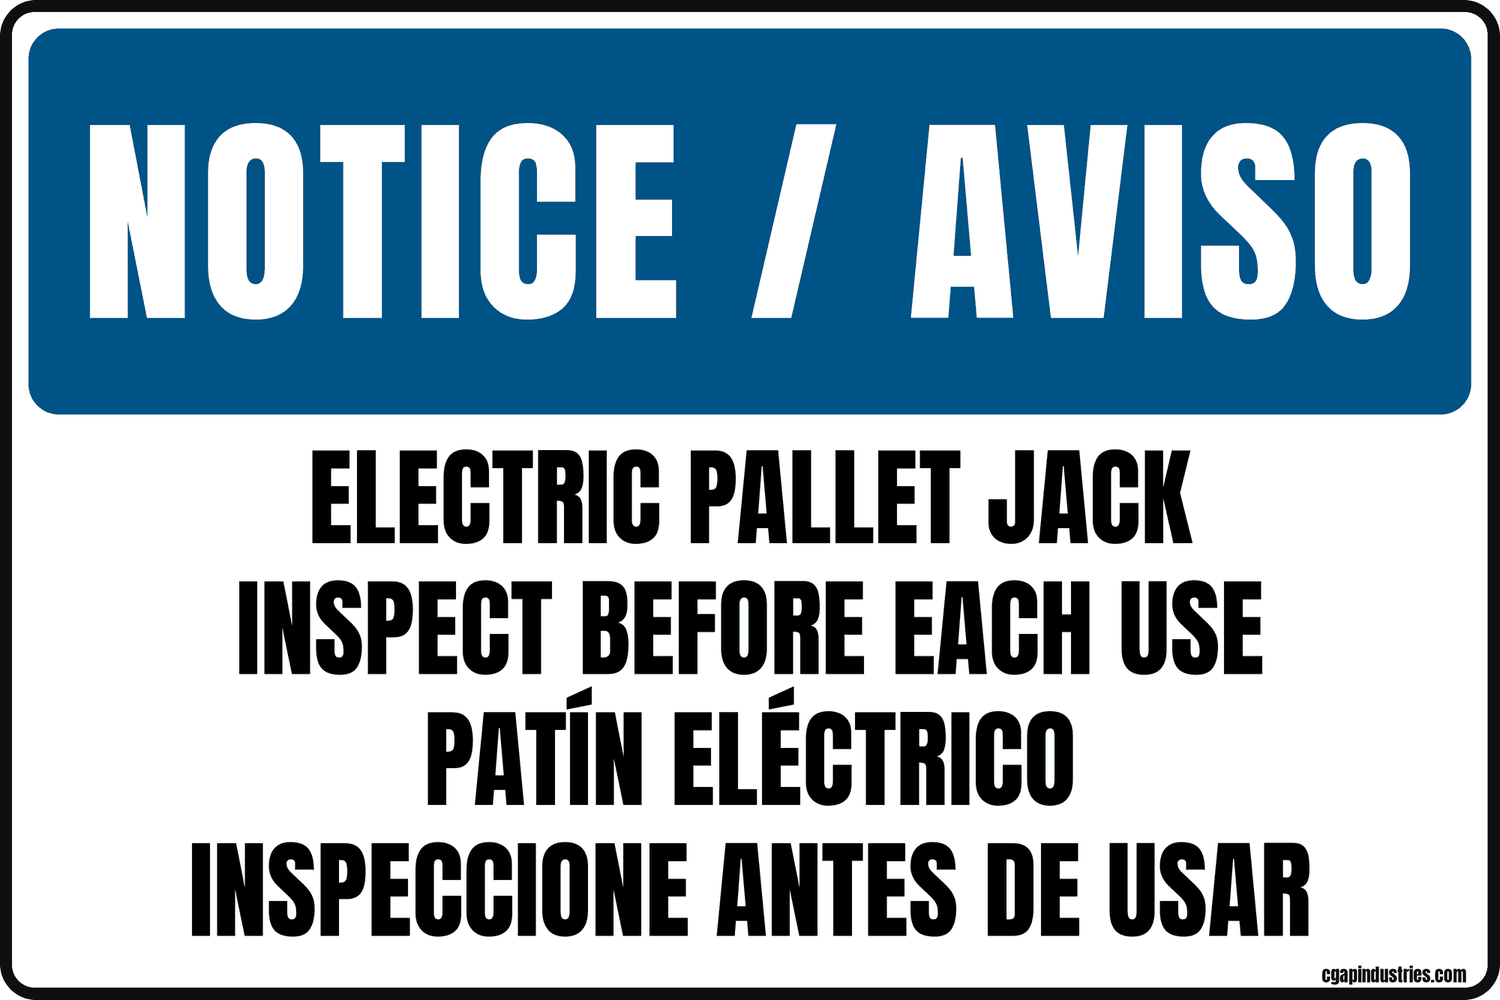 NOTICE / AVISO
ELECTRIC PALLET JACK
INSPECT BEFORE EACH USE
PATÍN ELÉCTRICO
INSPECCIONE ANTES DE USAR
cgapindustries.com